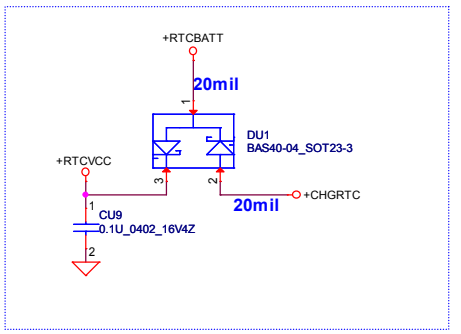 +RTCBATT
20mil
1
DU1
BAS40-04_SOT23-3
+RTCVCC
3
2
+CHGRTC
20mil
1
CU9
0.1U_0402_16V4Z
2